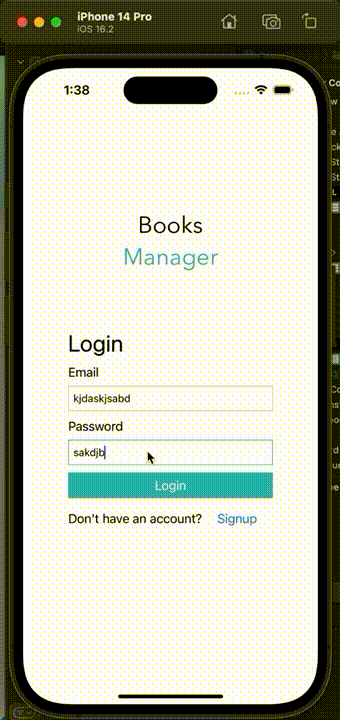 iPhone 14 Pro
iOS 16.2
1:38
Books
Manager
Login
Email
kjdaskjsabd
Password
sakdjb
Login
Don't have an account? Signup